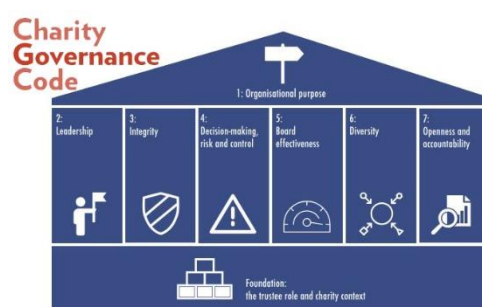 Charity
Governance
Code
1: Organisational purpose
2:
Leadership
3:
Integrity
4:
Decision-making,
risk and control
5:
Board
effectiveness
6:
Diversity
7:
Openness and
accountability
Foundation:
the trustee role and charity context